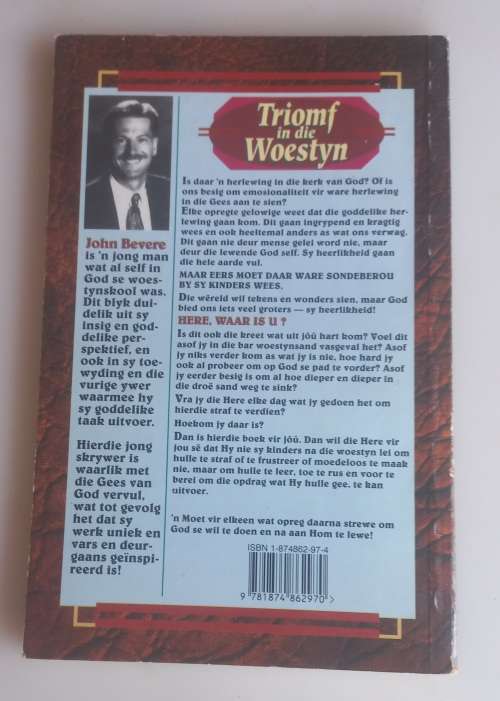 Triomf
in die
Woestyn
John Bevere
is 'n jong man
wat al self in
God se woes-
tynskool was.
Dit blyk dui-
delik uit sy
insig en god-
delike per-
spektief, en
ook in sy toe-
wyding en die
vurige ywer
waarmee hy
sy goddelike
taak uitvoer.
Hierdie jong
skrywer is
waarlik met
die Gees van
God vervul,
wat tot gevolg
het dat sy
werk uniek en
vars en deur-
gaans geïnspi-
reerd is!
Is daar 'n herlewing in die kerk van God? Of is
ons besig om emosionaliteit vir ware herlewing
in die Gees aan te sien?
Elke opregte gelowige weet dat die goddelike her-
lewing gaan kom. Dit gaan ingrypend en kragtig
wees en ook heeltemal anders as wat ons verwag.
Dit gaan nie deur mense gelei word nie, maar
deur die lewende God self. Sy heerlikheid gaan
die hele aarde vul.
MAAR EERS MOET DAAR WARE SONDEBEROU
BY SY KINDERS WEES.
Die wêreld wil tekens en wonders sien, maar God
bied ons iets veel groters — sy heerlikheid!
HERE, WAAR IS U ?
Is dit ook die kreet wat uit jóú hart kom? Voel dit
asof jy in die bar woestynsand vasgeval het? Asof
jy niks verder kom as wat jy is nie, hoe hard jy
ook al probeer om op God se pad te vorder? Asof
jy eerder besig is om al hoe dieper en dieper in
die droë sand weg te sink?
Vra jy die Here elke dag wat jy gedoen het om
hierdie straf te verdien?
Hoekom jy daar is?
Dan is hierdie boek vir jóú. Dan wil die Here vir
jou sê dat Hy nie sy kinders na die woestyn lei om
hulle te straf of te frustreer of moedeloos te maak
nie, maar om hulle te leer, toe te rus en voor te
berei om die opdrag wat Hy hulle gee, te kan
uitvoer.
'n Moet vir elkeen wat opreg daarna strewe om
God se wil te doen en na aan Hom te lewe!
ISBN 1-874862-97-4
9 781874 862970 >